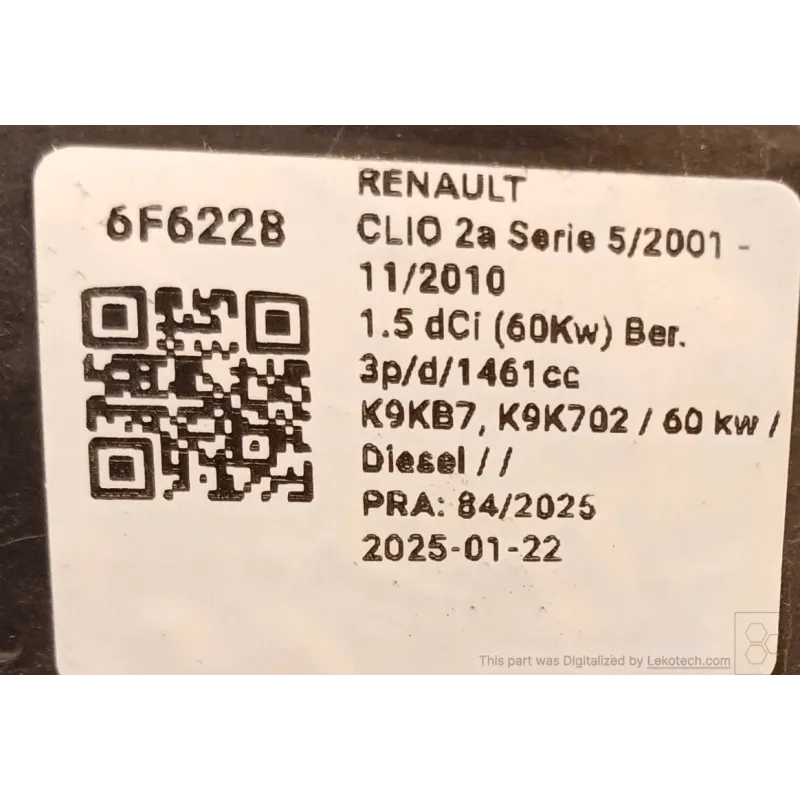 6F6228
RENAULT
CLIO 2a Serie 5/2001 -
11/2010
1.5 dCi (60Kw) Ber.
3p/d/1461cc
K9KB7, K9K702 / 60 kw /
Diesel / /
PRA: 84/2025
2025-01-22
This part was Digitalized by Lekotech.com